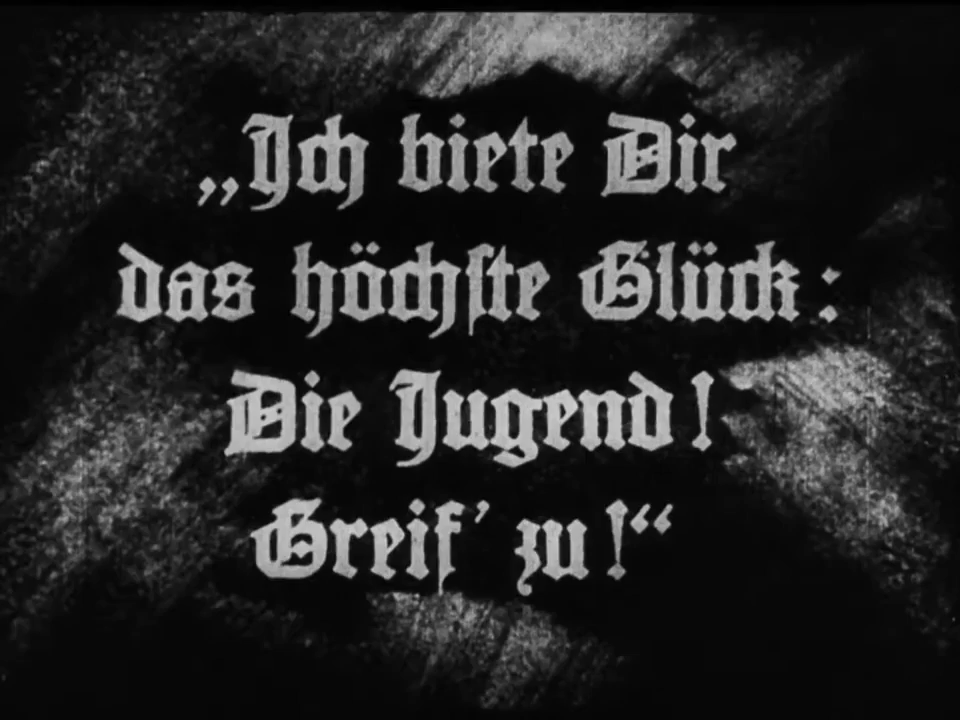 „Ich biete Dir
das höchſte Glück:
Die Jugend!
Greif’ zu!“